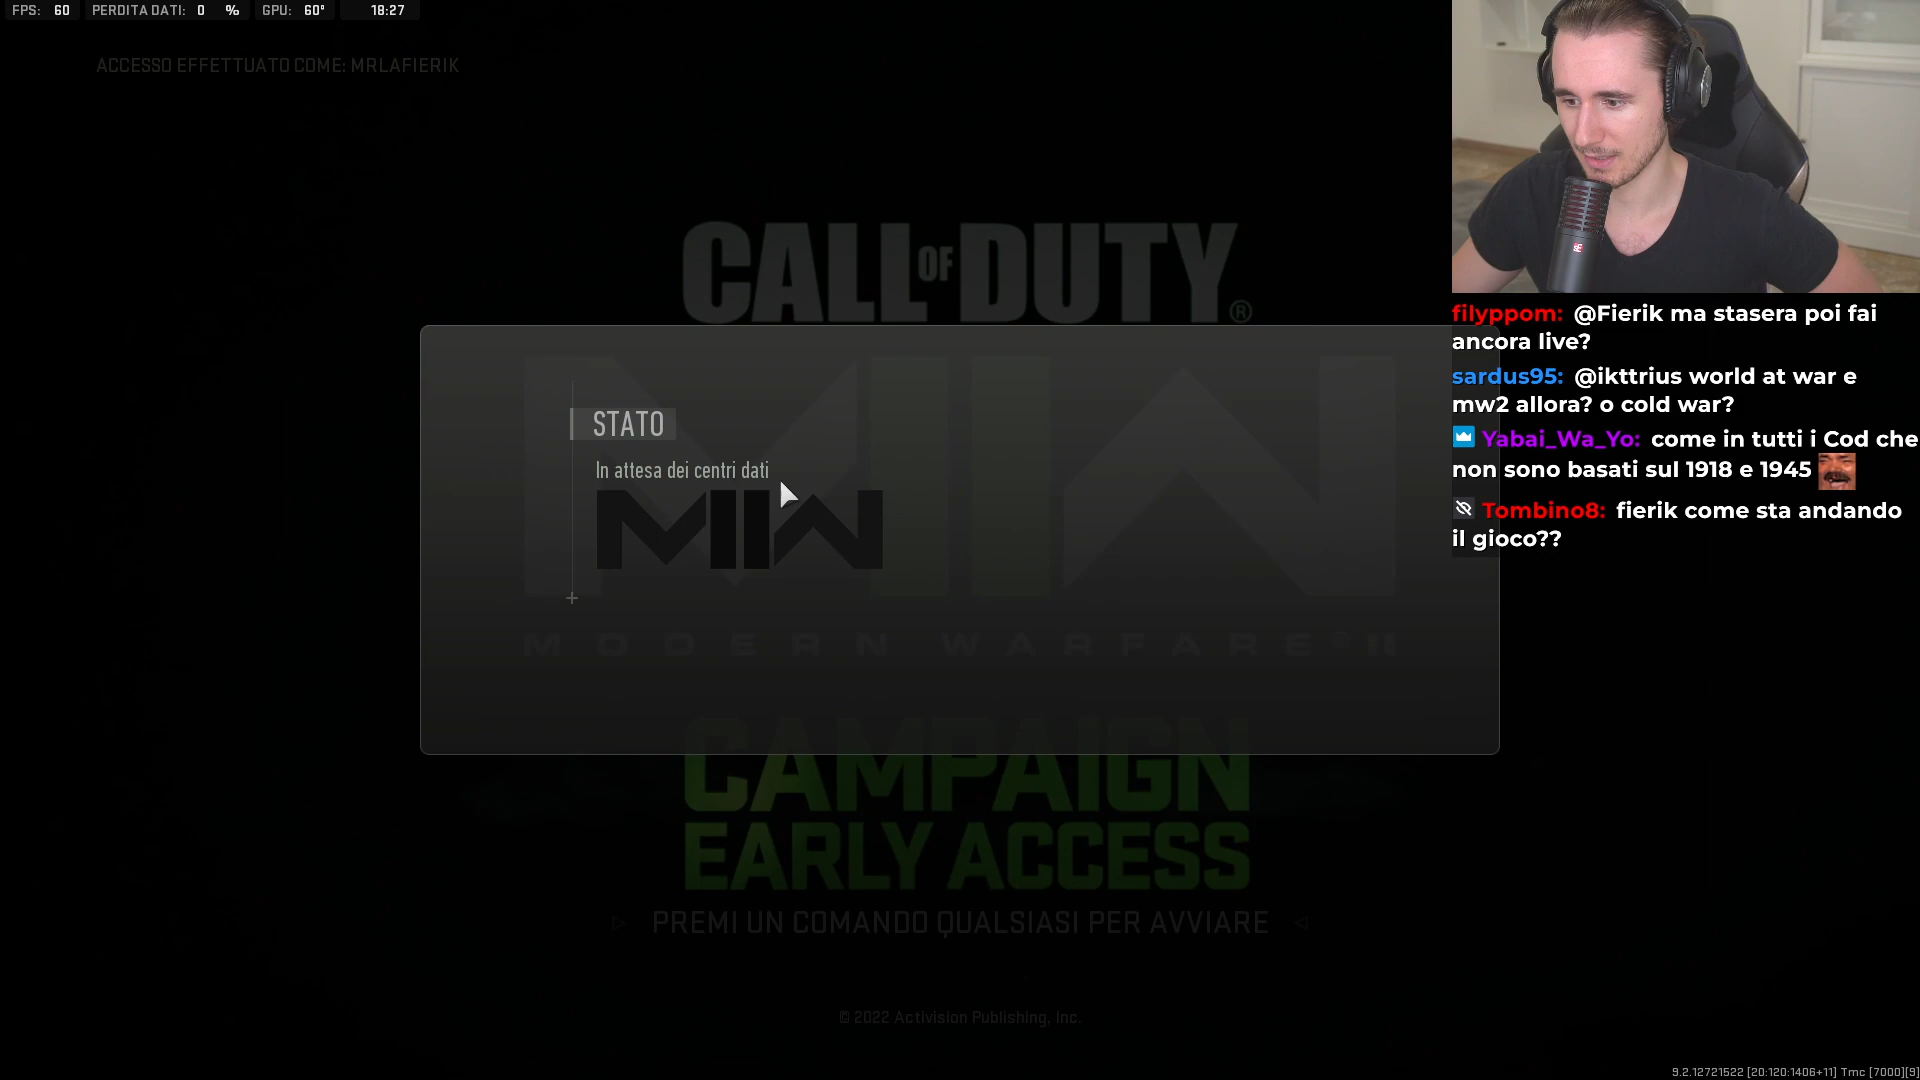 FPS: 60 PERDITA DATI: 0 % GPU: 60° 18:27
ACCESSO EFFETTUATO COME: MRLAFIERIK
CALL OF DUTY®
STATO
In attesa dei centri dati
MIIW
MODERN WARFARE® II
CAMPAIGN
EARLY ACCESS
PREMI UN COMANDO QUALSIASI PER AVVIARE
© 2022 Activision Publishing, Inc.
filyppom: @Fierik ma stasera poi fai
ancora live?
sardus95: @ikttrius world at war e
mw2 allora? o cold war?
Yabai_Wa_Yo: come in tutti i Cod che
non sono basati sul 1918 e 1945
Tombino8: fierik come sta andando
il gioco??
9.2.12721522 [20:120:1406+11] Tmc [7000][9]